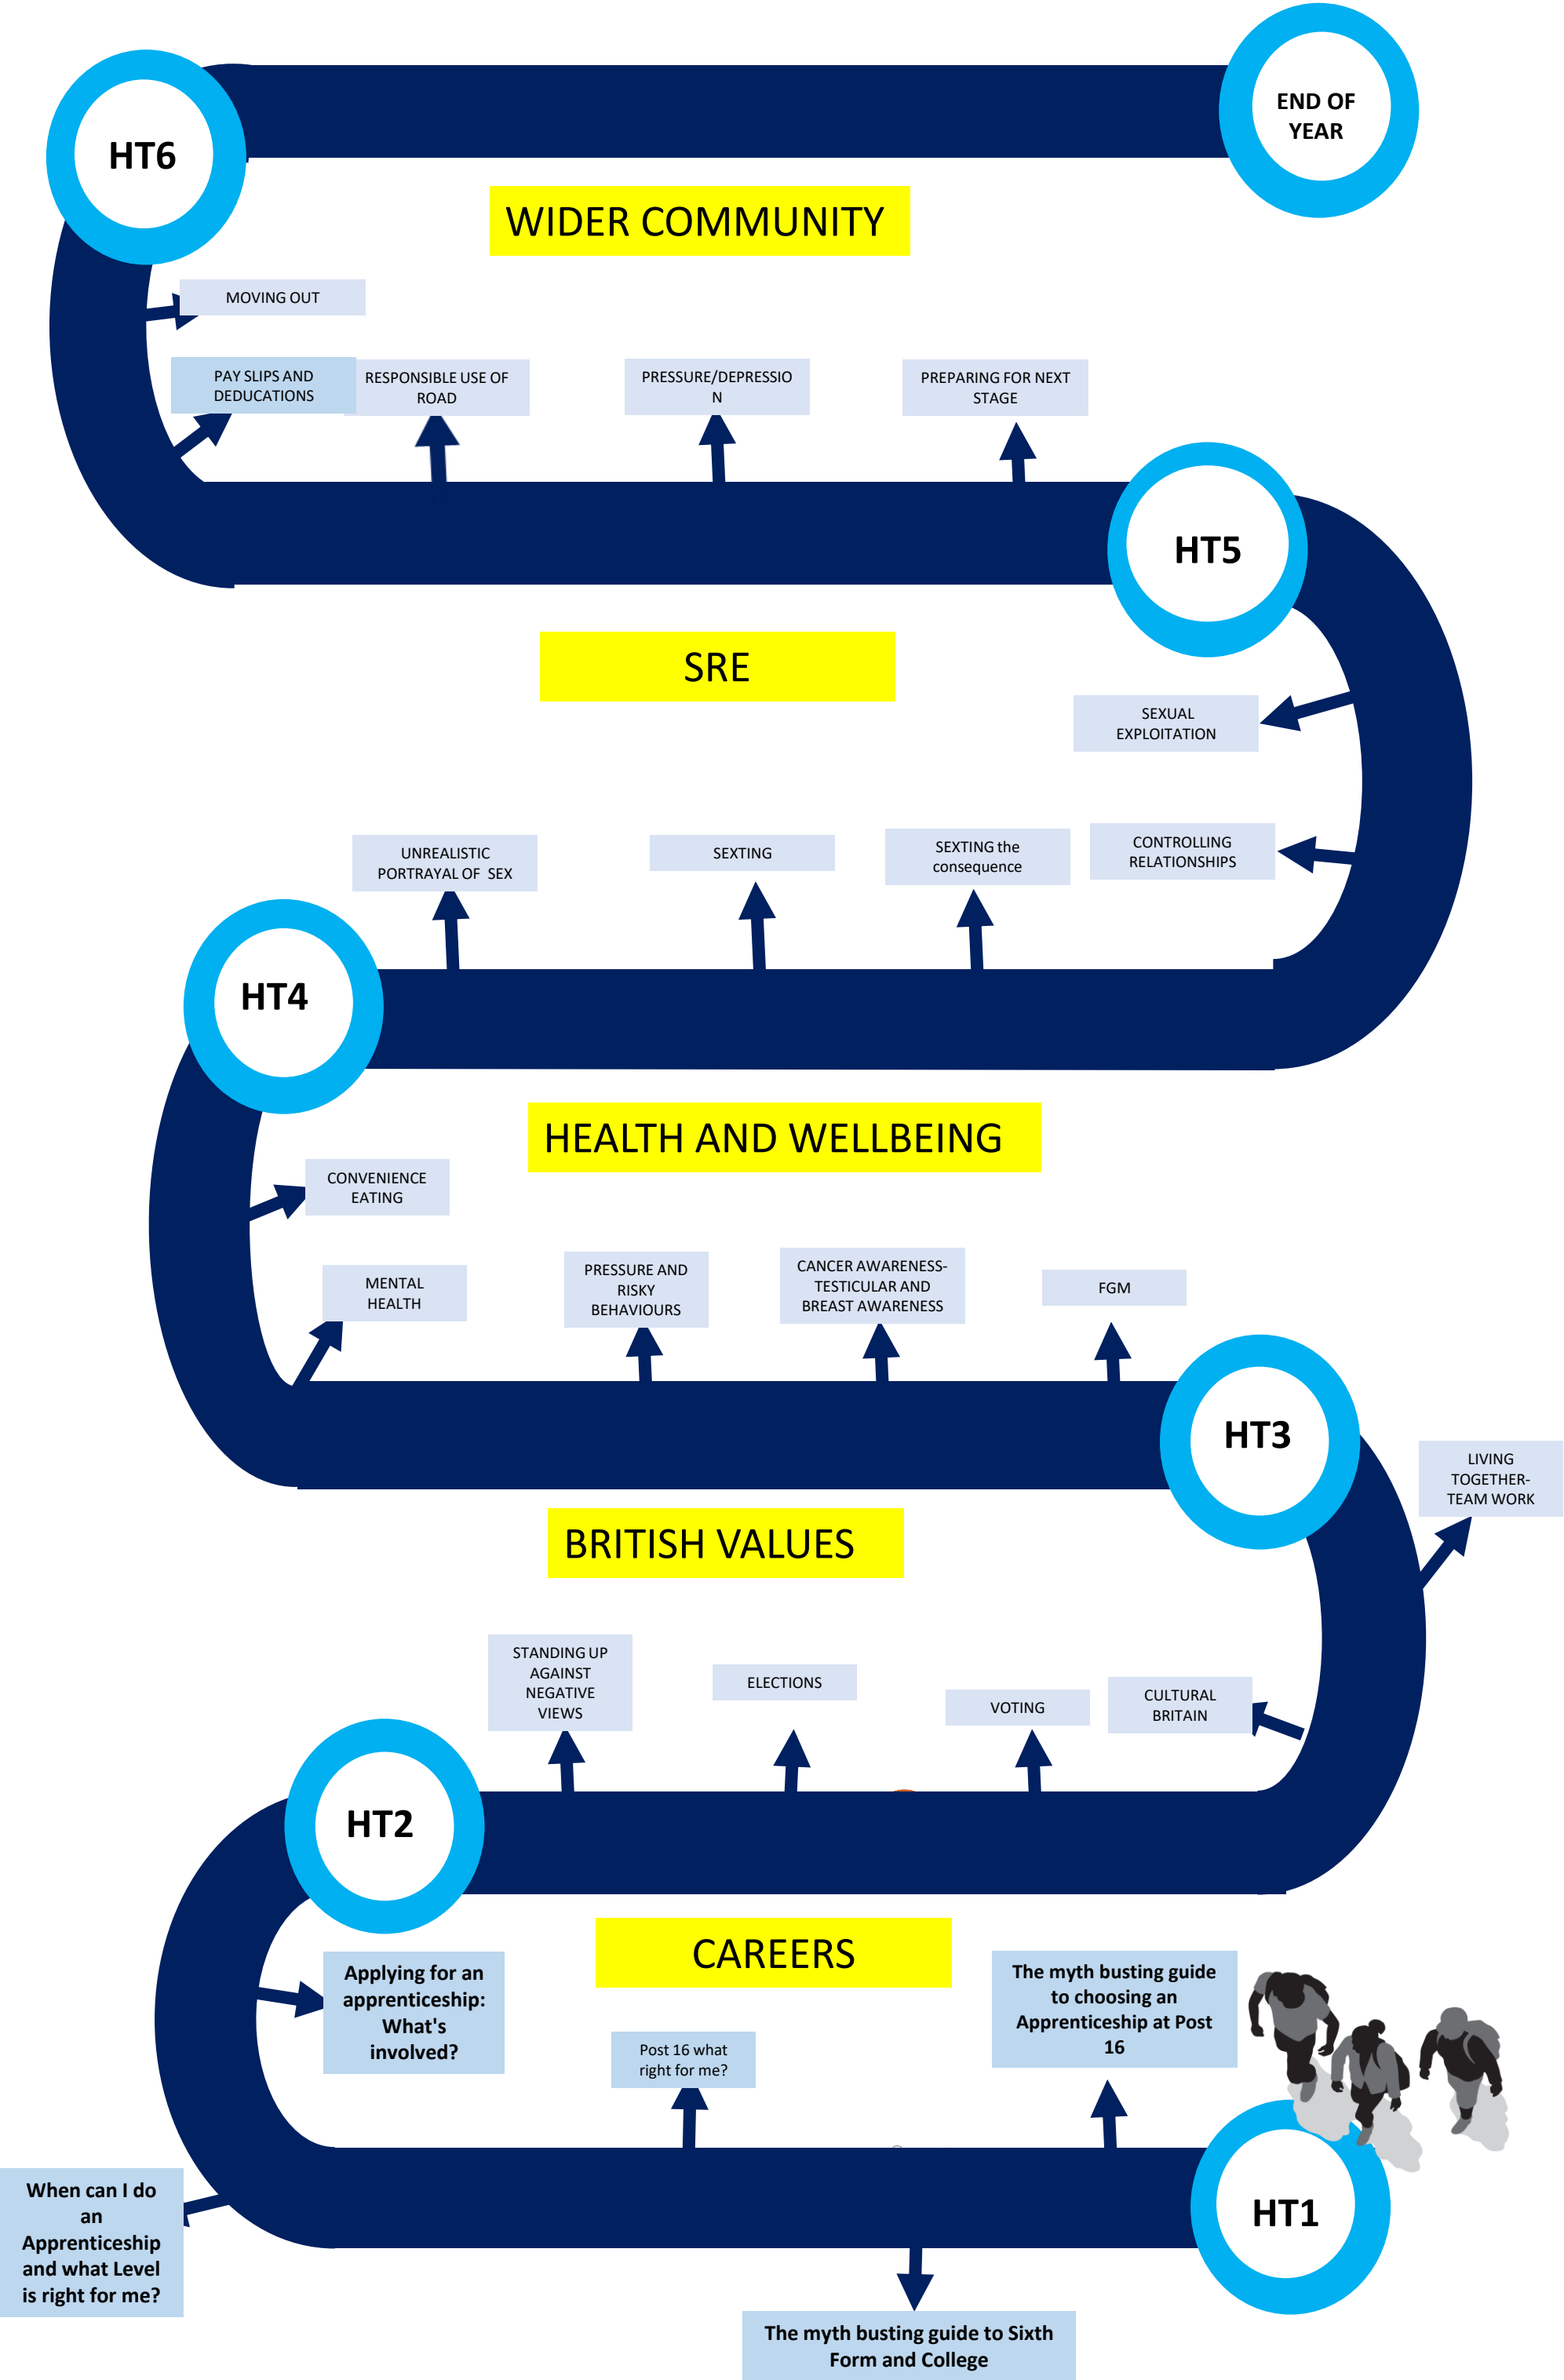 END OF
YEAR
HT6
WIDER COMMUNITY
MOVING OUT
PAY SLIPS AND
DEDUCATIONS
RESPONSIBLE USE OF
ROAD
PRESSURE/DEPRESSIO
N
PREPARING FOR NEXT
STAGE
HT5
SRE
SEXUAL
EXPLOITATION
UNREALISTIC
PORTRAYAL OF SEX
SEXTING
SEXTING the
consequence
CONTROLLING
RELATIONSHIPS
HT4
HEALTH AND WELLBEING
CONVENIENCE
EATING
MENTAL
HEALTH
PRESSURE AND
RISKY
BEHAVIOURS
CANCER AWARENESS-
TESTICULAR AND
BREAST AWARENESS
FGM
HT3
LIVING
TOGETHER-
TEAM WORK
BRITISH VALUES
STANDING UP
AGAINST
NEGATIVE
VIEWS
ELECTIONS
VOTING
CULTURAL
BRITAIN
HT2
CAREERS
Applying for an
apprenticeship:
What's
involved?
Post 16 what
right for me?
The myth busting guide
to choosing an
Apprenticeship at Post
16
HT1
When can I do
an
Apprenticeship
and what Level
is right for me?
The myth busting guide to Sixth
Form and College